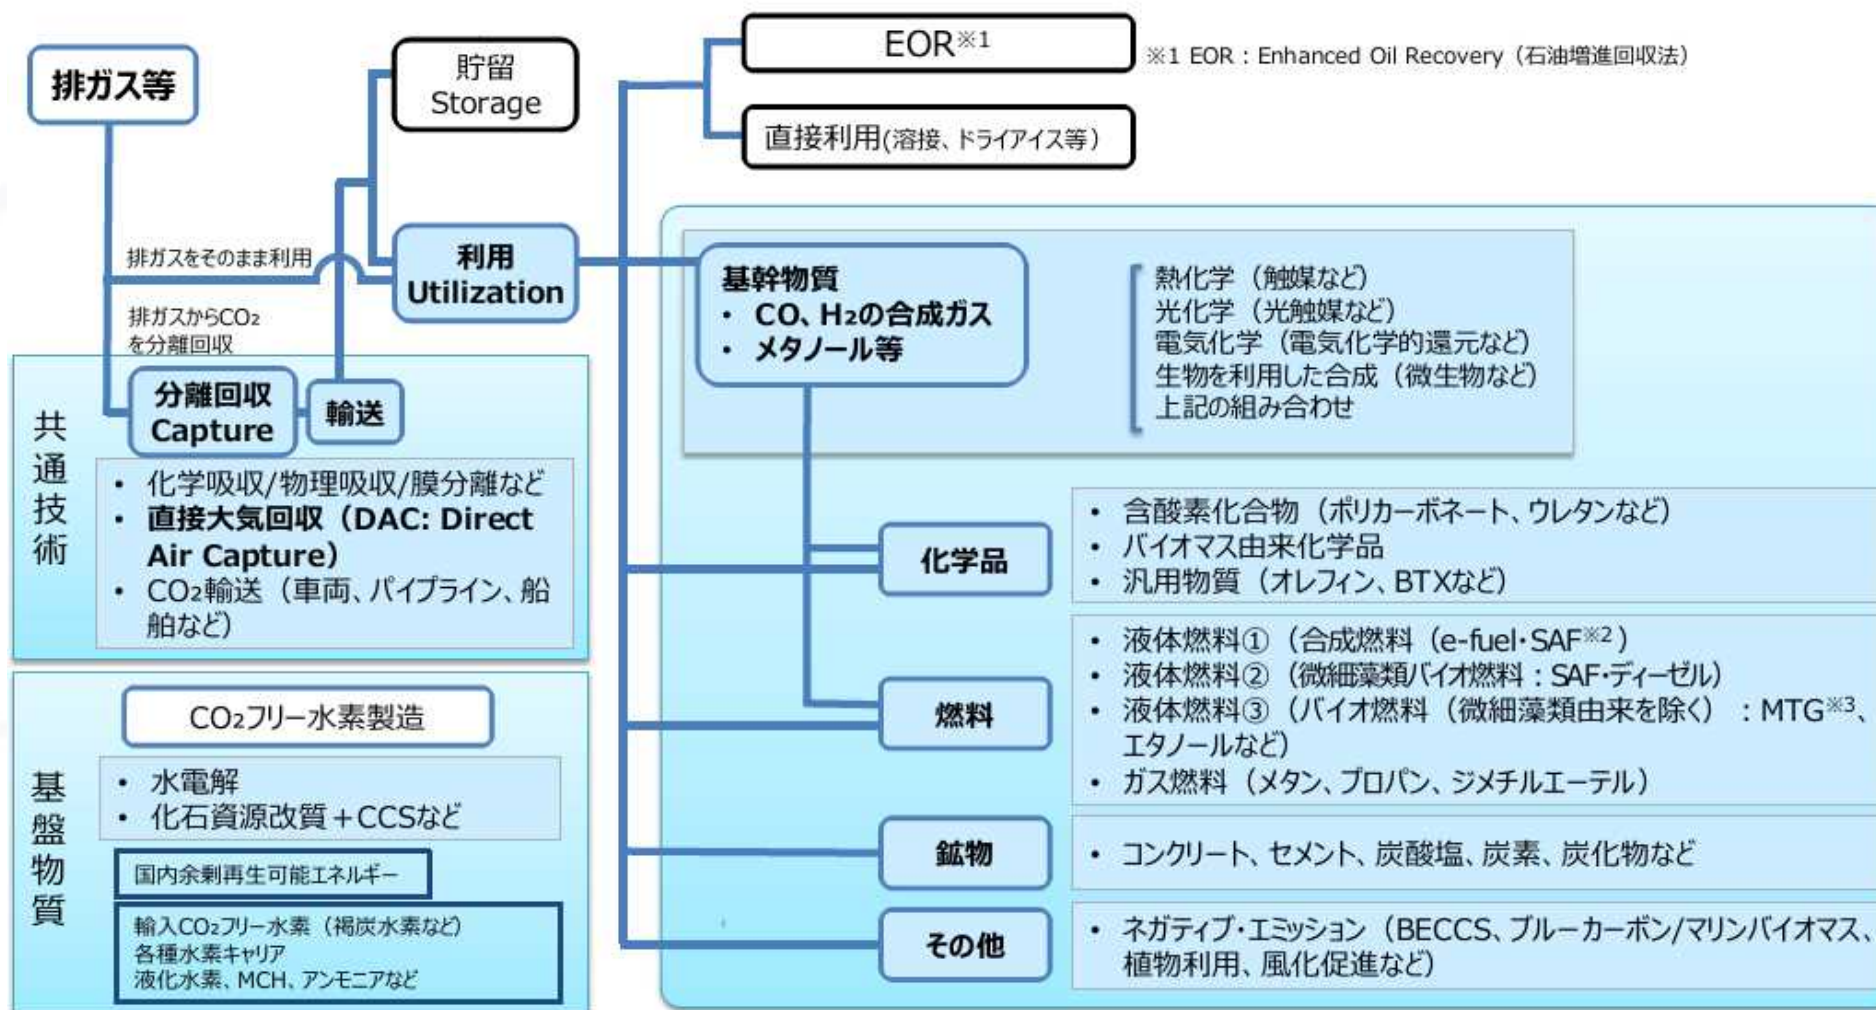 排ガス等
貯留
Storage
EOR※1
※1 EOR：Enhanced Oil Recovery（石油増進回収法）
直接利用(溶接、ドライアイス等）
排ガスをそのまま利用
利用
Utilization
排ガスからCO₂
を分離回収
共通技術
分離回収
Capture
輸送
• 化学吸収/物理吸収/膜分離など
• 直接大気回収（DAC: Direct
Air Capture）
• CO₂輸送（車両、パイプライン、船
舶など）
基盤物質
CO₂フリー水素製造
• 水電解
• 化石資源改質＋CCSなど
国内余剰再生可能エネルギー
輸入CO₂フリー水素（褐炭水素など）
各種水素キャリア
液化水素、MCH、アンモニアなど
基幹物質
• CO、H₂の合成ガス
• メタノール等
熱化学（触媒など）
光化学（光触媒など）
電気化学（電気化学的還元など）
生物を利用した合成（微生物など）
上記の組み合わせ
化学品
• 含酸素化合物（ポリカーボネート、ウレタンなど）
• バイオマス由来化学品
• 汎用物質（オレフィン、BTXなど）
燃料
• 液体燃料①（合成燃料（e-fuel・SAF※2）
• 液体燃料②（微細藻類バイオ燃料：SAF・ディーゼル）
• 液体燃料③（バイオ燃料（微細藻類由来を除く）：MTG※3、
エタノールなど）
• ガス燃料（メタン、プロパン、ジメチルエーテル）
鉱物
• コンクリート、セメント、炭酸塩、炭素、炭化物など
その他
• ネガティブ・エミッション（BECCS、ブルーカーボン/マリンバイオマス、
植物利用、風化促進など）